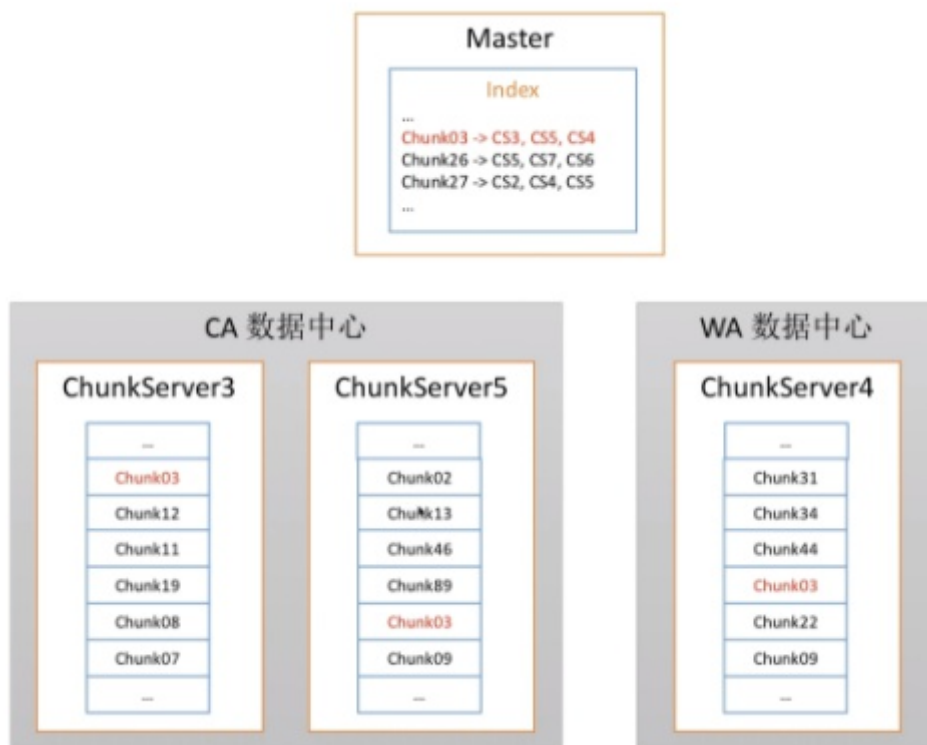 Master
Index
...
Chunk03 -> CS3, CS5, CS4
Chunk26 -> CS5, CS7, CS6
Chunk27 -> CS2, CS4, CS5
...
CA 数据中心
ChunkServer3
...
Chunk03
Chunk12
Chunk11
Chunk19
Chunk08
Chunk07
...
ChunkServer5
...
Chunk02
Chunk13
Chunk46
Chunk89
Chunk03
Chunk09
...
WA 数据中心
ChunkServer4
...
Chunk31
Chunk34
Chunk44
Chunk03
Chunk22
Chunk09
...